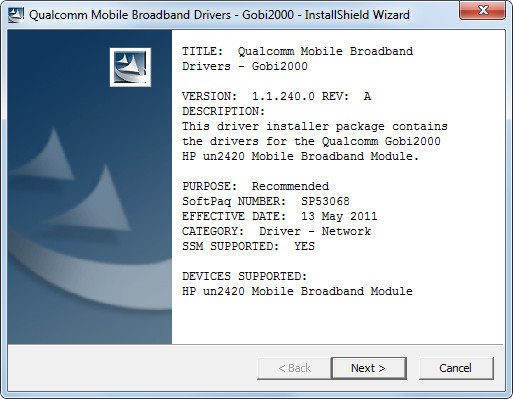 Qualcomm Mobile Broadband Drivers - Gobi2000 - InstallShield Wizard
TITLE:  Qualcomm Mobile Broadband
Drivers - Gobi2000
VERSION:  1.1.240.0 REV:  A
DESCRIPTION:
This driver installer package contains
the drivers for the Qualcomm Gobi2000
HP un2420 Mobile Broadband Module.
PURPOSE:  Recommended
SoftPaq NUMBER:  SP53068
EFFECTIVE DATE:  13 May 2011
CATEGORY:  Driver - Network
SSM SUPPORTED:  YES
DEVICES SUPPORTED:
HP un2420 Mobile Broadband Module
< Back
Next >
Cancel